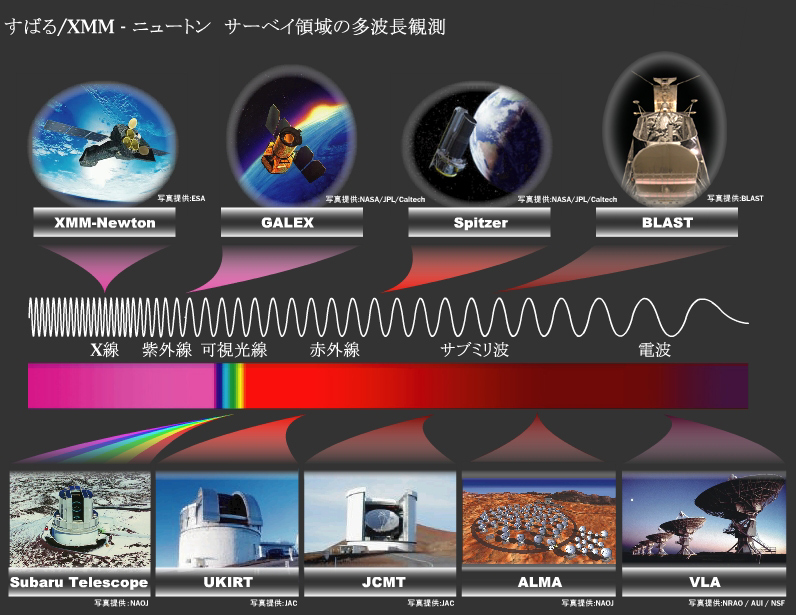 すばる/XMM - ニュートン サーベイ領域の多波長観測
写真提供:ESA
写真提供:NASA/JPL/Caltech
写真提供:NASA/JPL/Caltech
写真提供:BLAST
XMM-Newton
GALEX
Spitzer
BLAST
X線
紫外線
可視光線
赤外線
サブミリ波
電波
Subaru Telescope
UKIRT
JCMT
ALMA
VLA
写真提供:NAOJ
写真提供:JAC
写真提供:JAC
写真提供:NAOJ
写真提供:NRAO / AUI / NSF